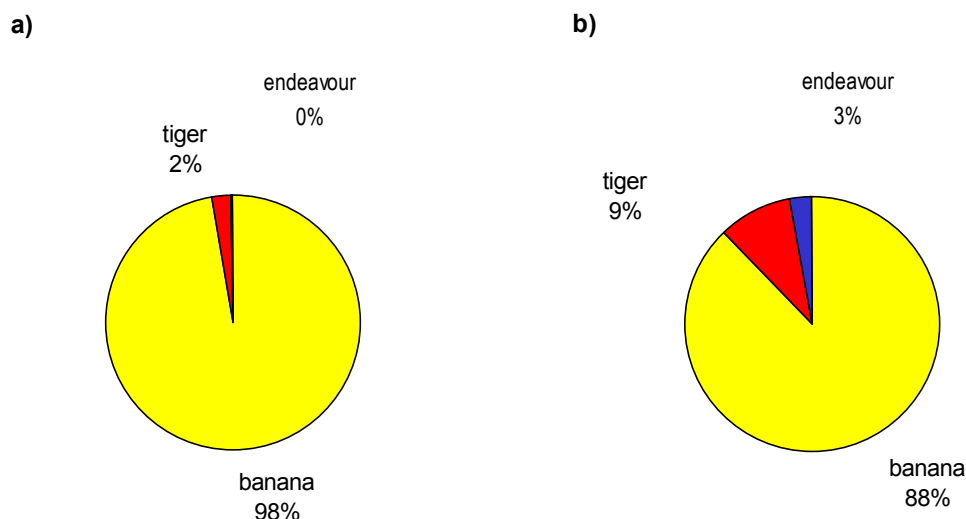 a)
endeavour
0%
tiger
2%
banana
98%
b)
endeavour
3%
tiger
9%
banana
88%